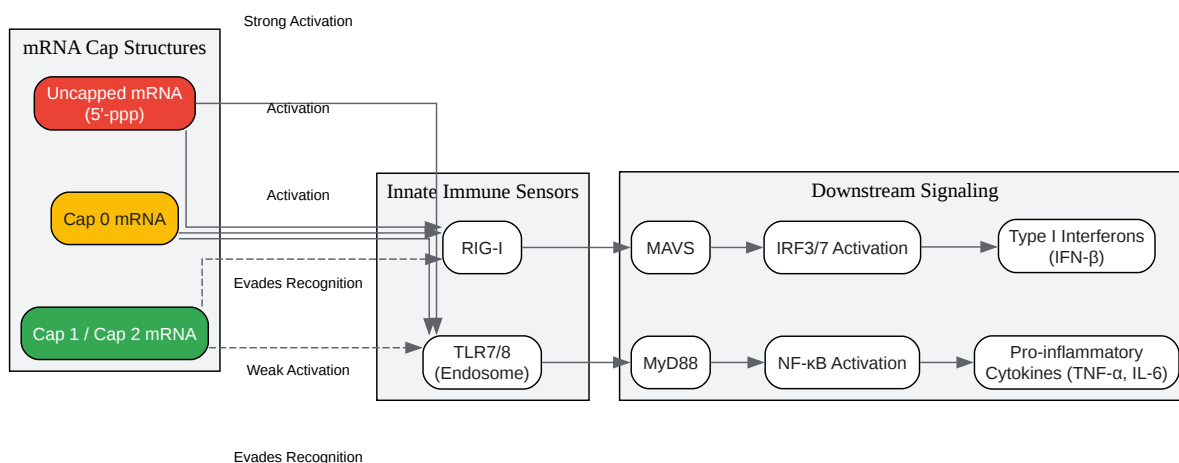 Strong Activation
mRNA Cap Structures
Uncapped mRNA
(5'-ppp)
Activation
Activation
Cap 0 mRNA
Evades Recognition
Cap 1 / Cap 2 mRNA
Weak Activation
Evades Recognition
Innate Immune Sensors
RIG-I
TLR7/8
(Endosome)
Downstream Signaling
MAVS
IRF3/7 Activation
Type I Interferons
(IFN-β)
MyD88
NF-κB Activation
Pro-inflammatory
Cytokines (TNF-α, IL-6)